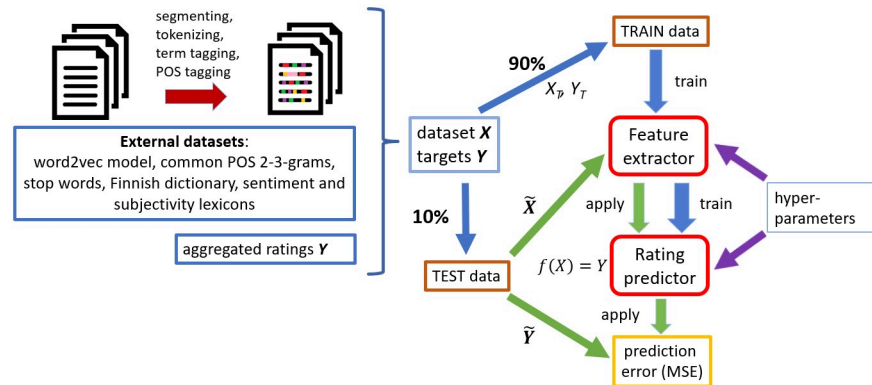 segmenting,
tokenizing,
term tagging,
POS tagging
External datasets:
word2vec model, common POS 2-3-grams,
stop words, Finnish dictionary, sentiment and
subjectivity lexicons
aggregated ratings Y
dataset X
targets Y
90%
X_T, Y_T
TRAIN data
train
Feature
extractor
10%
X̃
apply
train
hyper-
parameters
TEST data
f(X) = Y
Rating
predictor
Ỹ
apply
prediction
error (MSE)